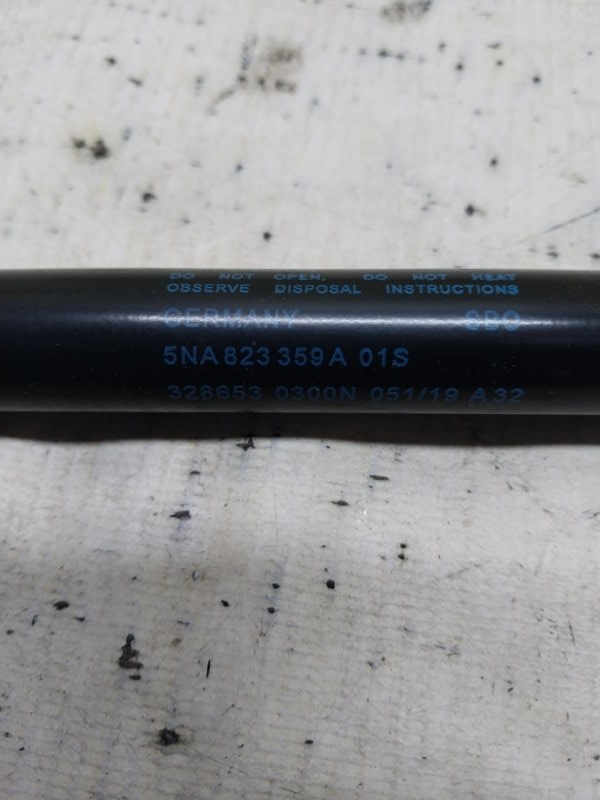 DO NOT OPEN. DO NOT HEAT
OBSERVE DISPOSAL INSTRUCTIONS
GERMANY SBO
5NA 823 359 A 01S
328653 0300N 051/19 A32